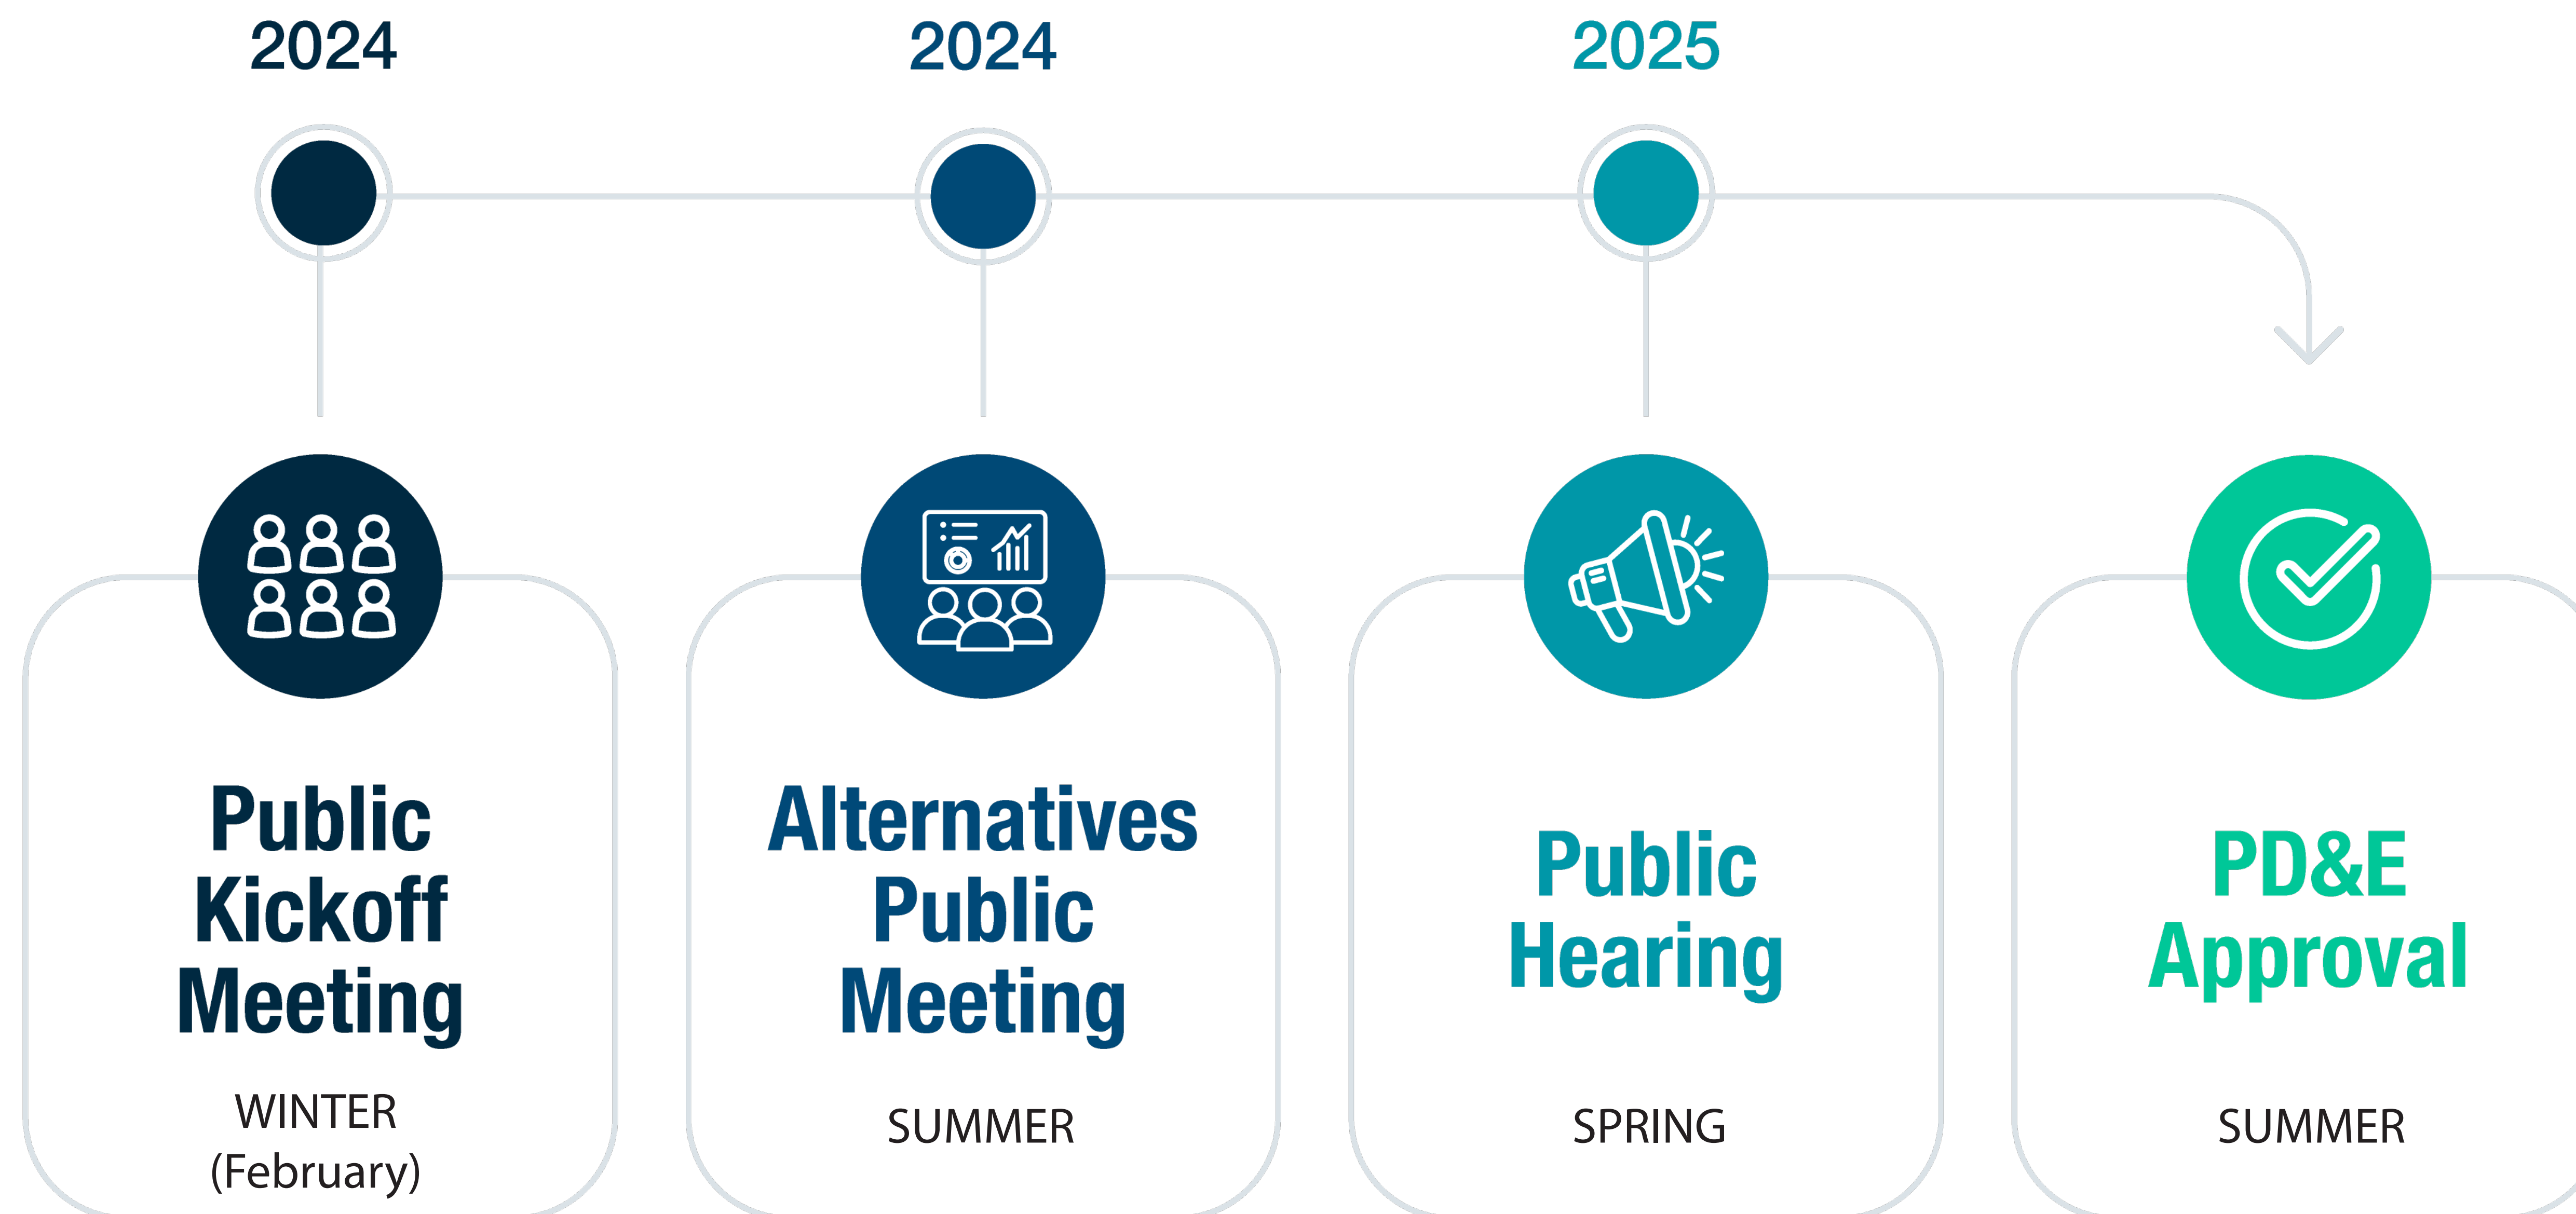 2024
2024
2025
Public
Kickoff
Meeting
WINTER
(February)
Alternatives
Public
Meeting
SUMMER
Public
Hearing
SPRING
PD&E
Approval
SUMMER